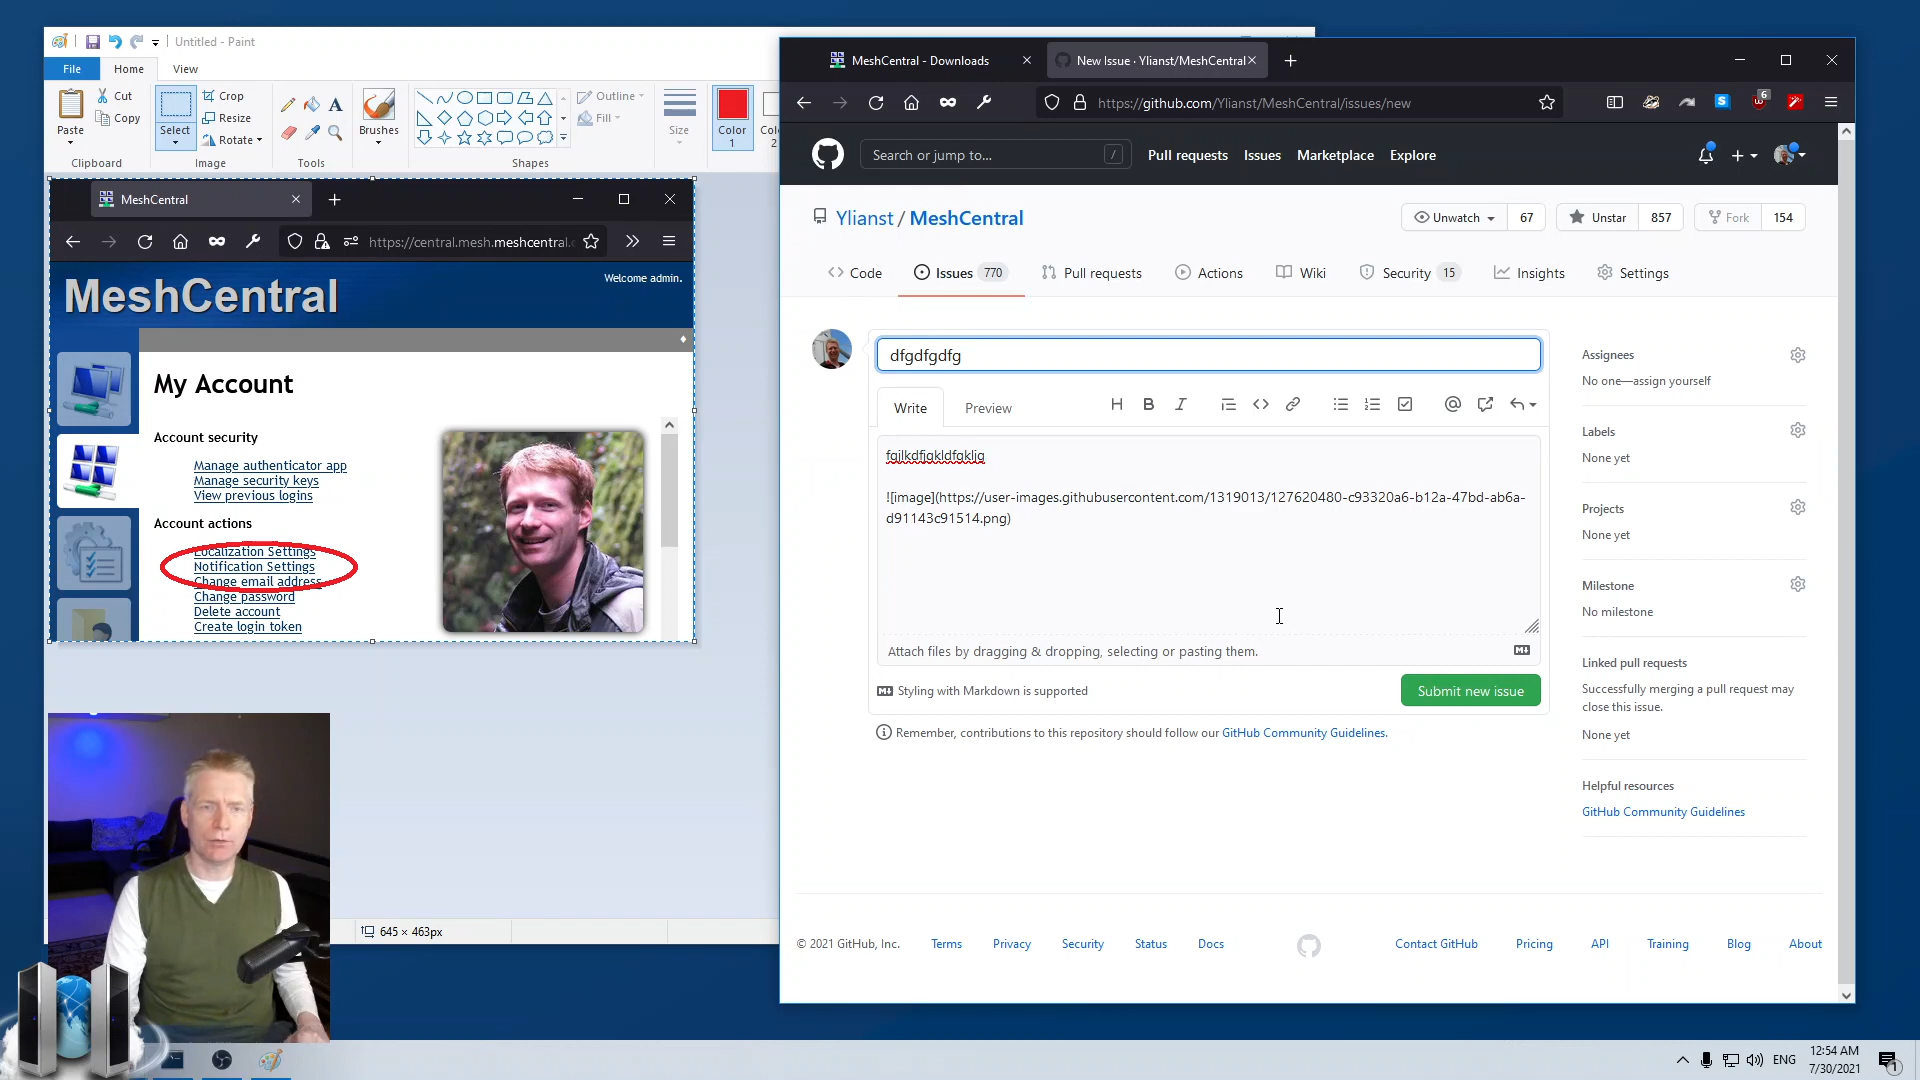 Untitled - Paint
File
Home
View
Paste
Cut
Copy
Clipboard
Select
Crop
Resize
Rotate
Image
Tools
Brushes
Shapes
Outline
Fill
Size
Color
1
2
MeshCentral
https://central.mesh.meshcentral.
MeshCentral
Welcome admin.
My Account
Account security
Manage authenticator app
Manage security keys
View previous logins
Account actions
Localization Settings
Notification Settings
Change email address
Change password
Delete account
Create login token
645 × 463px
MeshCentral - Downloads
New Issue · Ylianst/MeshCentral
https://github.com/Ylianst/MeshCentral/issues/new
6
Search or jump to...
/
Pull requests
Issues
Marketplace
Explore
Ylianst / MeshCentral
Unwatch
67
Unstar
857
Fork
154
Code
Issues 770
Pull requests
Actions
Wiki
Security 15
Insights
Settings
dfgdfgdfg
Write
Preview
H B I
![image](https://user-images.githubusercontent.com/1319013/127620480-c93320a6-b12a-47bd-ab6a-
d91143c91514.png)
Attach files by dragging & dropping, selecting or pasting them.
Styling with Markdown is supported
Submit new issue
Remember, contributions to this repository should follow our GitHub Community Guidelines.
Assignees
No one—assign yourself
Labels
None yet
Projects
None yet
Milestone
No milestone
Linked pull requests
Successfully merging a pull request may
close this issue.
None yet
Helpful resources
GitHub Community Guidelines
© 2021 GitHub, Inc.
Terms
Privacy
Security
Status
Docs
Contact GitHub
Pricing
API
Training
Blog
About
ENG
12:54 AM
7/30/2021
1